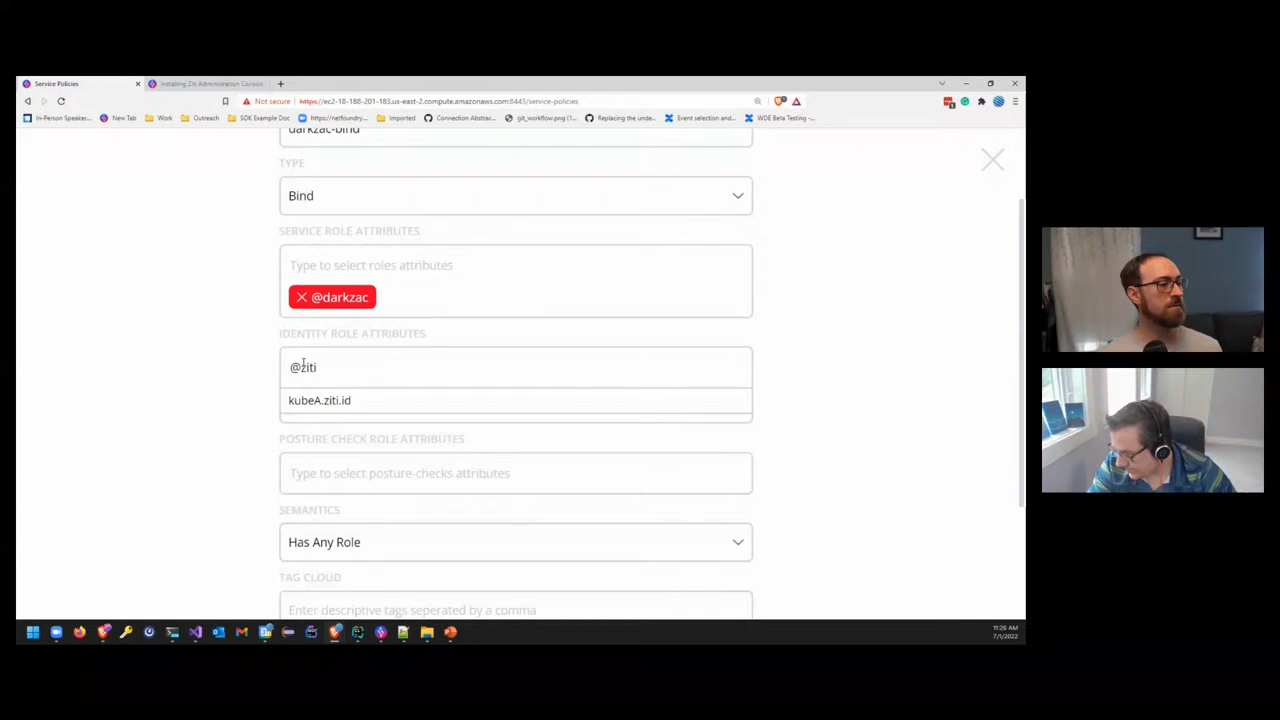 Service Policies
Installing Ziti Administration Console
Not secure
https://ec2-18-188-201-183.us-east-2.compute.amazonaws.com:8443/service-policies
In-Person Speaker...
New Tab
Work
Outreach
SDK Example Doc
https://netfoundry...
Imported
Connection Abstrac...
git_workflow.png (1...
Replacing the unde...
Event selection and...
WDE Beta Testing -...
darkzac-bind
TYPE
Bind
SERVICE ROLE ATTRIBUTES
Type to select roles attributes
@darkzac
IDENTITY ROLE ATTRIBUTES
@ziti
kubeA.ziti.id
POSTURE CHECK ROLE ATTRIBUTES
Type to select posture-checks attributes
SEMANTICS
Has Any Role
TAG CLOUD
Enter descriptive tags seperated by a comma
11:26 AM
7/1/2022